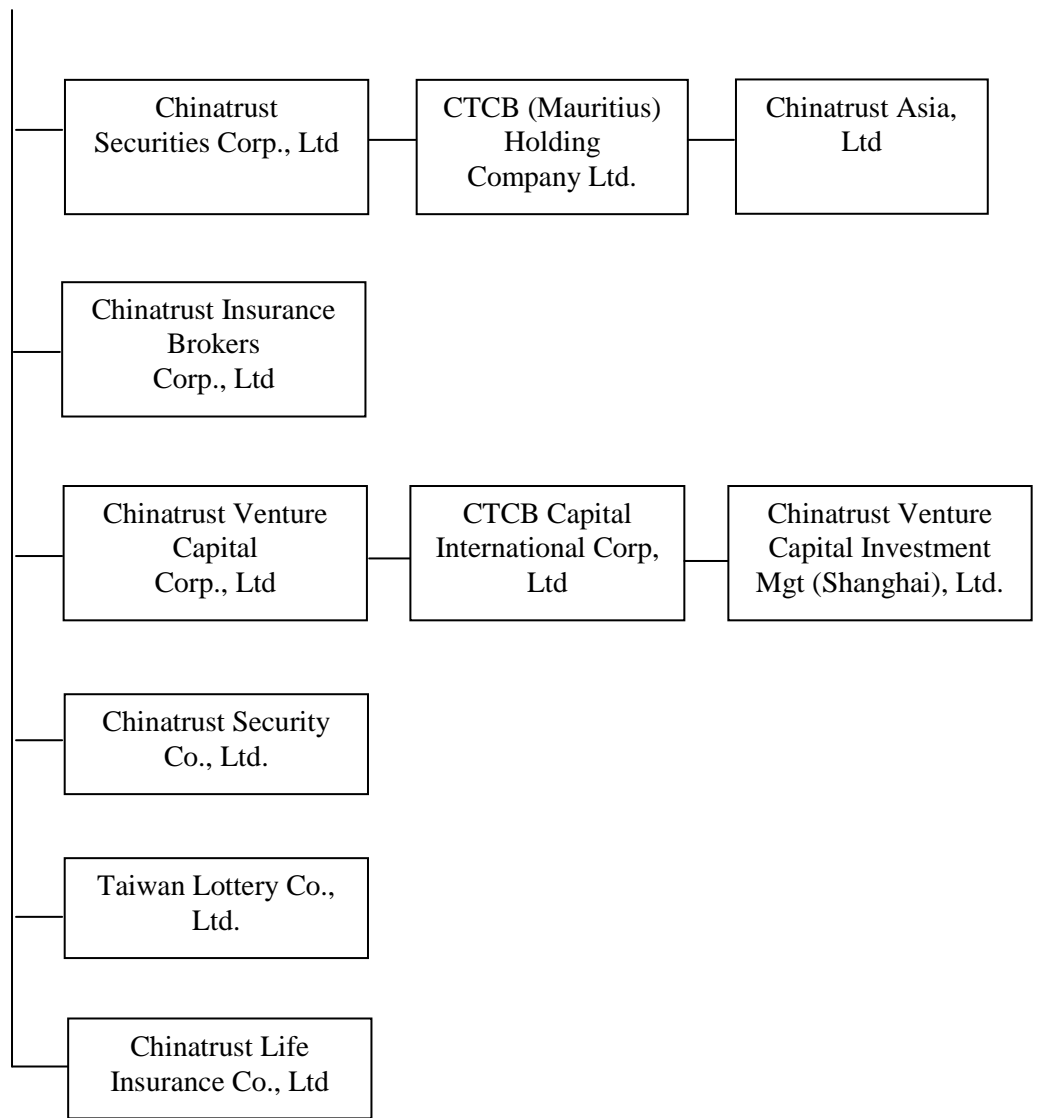 Chinatrust
Securities Corp., Ltd
CTCB (Mauritius)
Holding
Company Ltd.
Chinatrust Asia,
Ltd
Chinatrust Insurance
Brokers
Corp., Ltd
Chinatrust Venture
Capital
Corp., Ltd
CTCB Capital
International Corp,
Ltd
Chinatrust Venture
Capital Investment
Mgt (Shanghai), Ltd.
Chinatrust Security
Co., Ltd.
Taiwan Lottery Co.,
Ltd.
Chinatrust Life
Insurance Co., Ltd